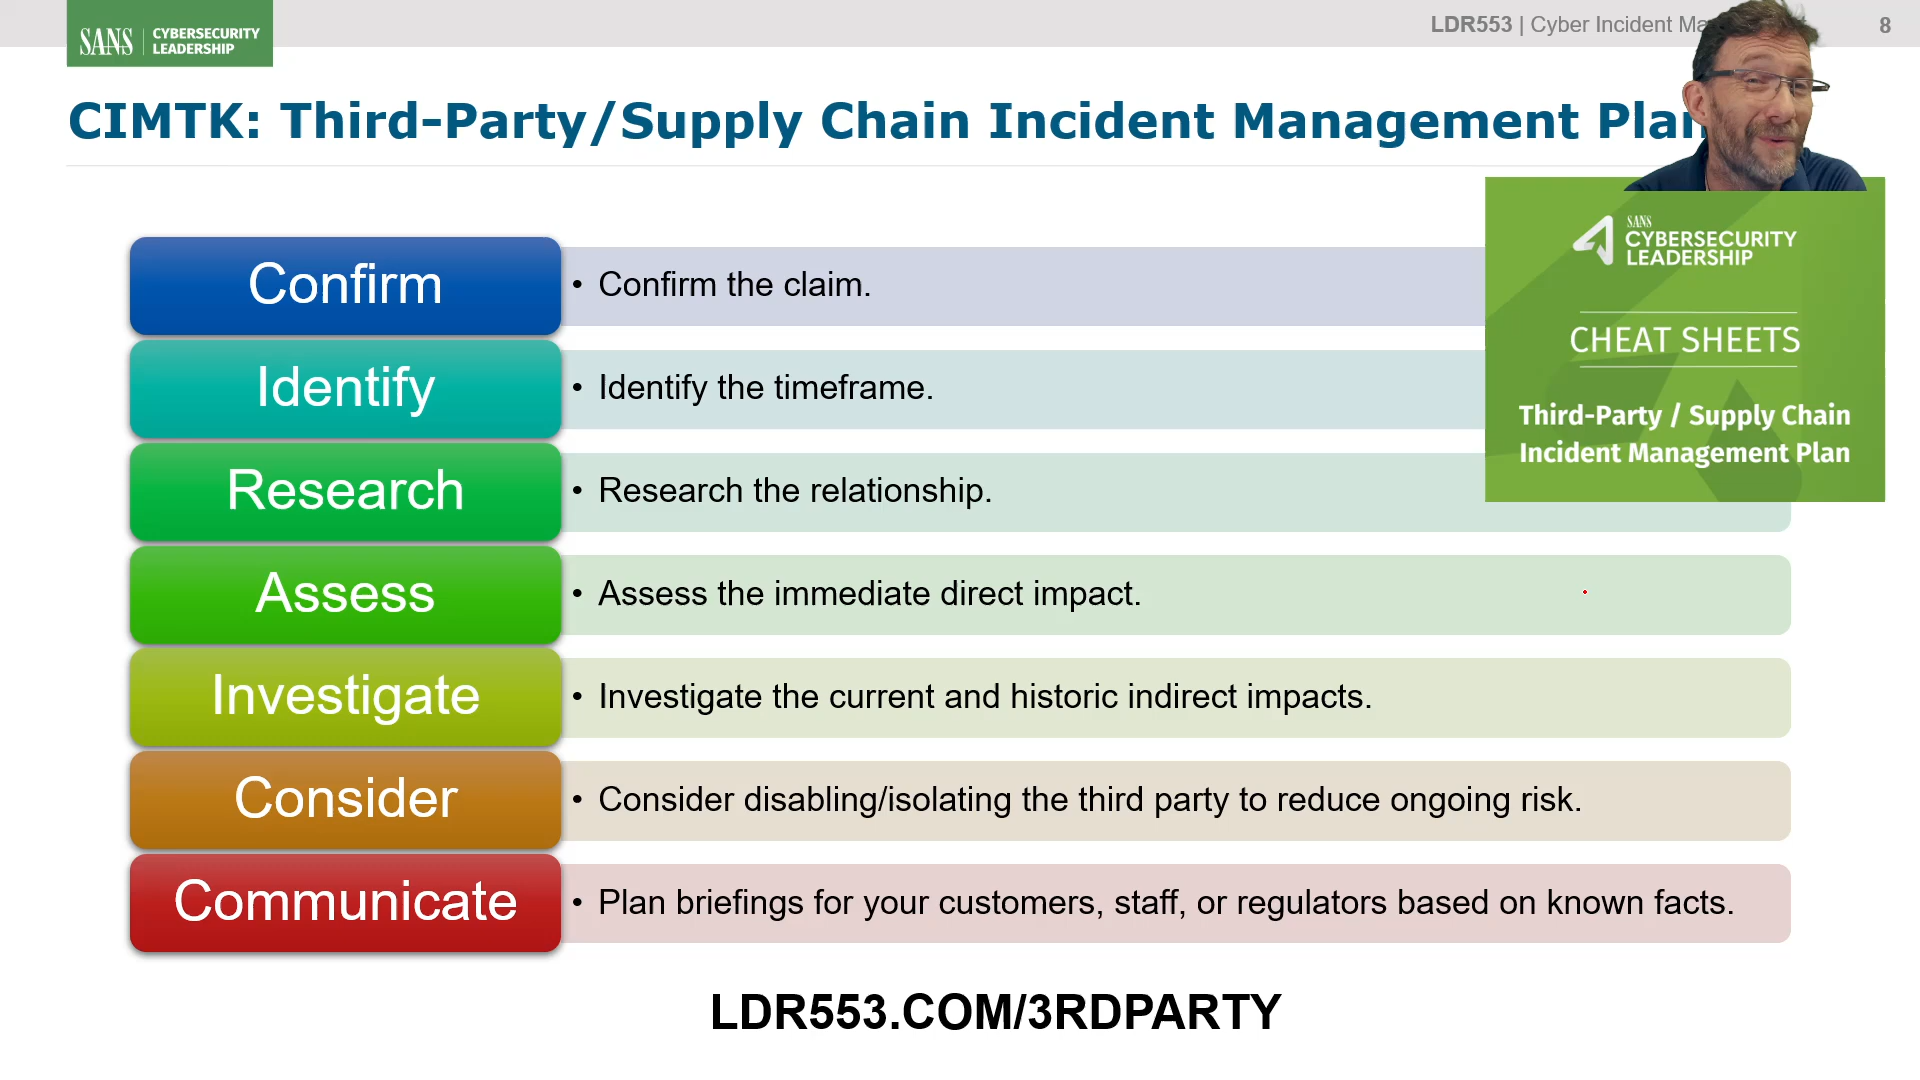 SANS | CYBERSECURITY
LEADERSHIP
LDR553 | Cyber Incident
8
CIMTK: Third-Party/Supply Chain Incident Management Plan
Confirm
• Confirm the claim.
Identify
• Identify the timeframe.
Research
• Research the relationship.
Assess
• Assess the immediate direct impact.
Investigate
• Investigate the current and historic indirect impacts.
Consider
• Consider disabling/isolating the third party to reduce ongoing risk.
Communicate
• Plan briefings for your customers, staff, or regulators based on known facts.
SANS
CYBERSECURITY
LEADERSHIP
CHEAT SHEETS
Third-Party / Supply Chain
Incident Management Plan
LDR553.COM/3RDPARTY